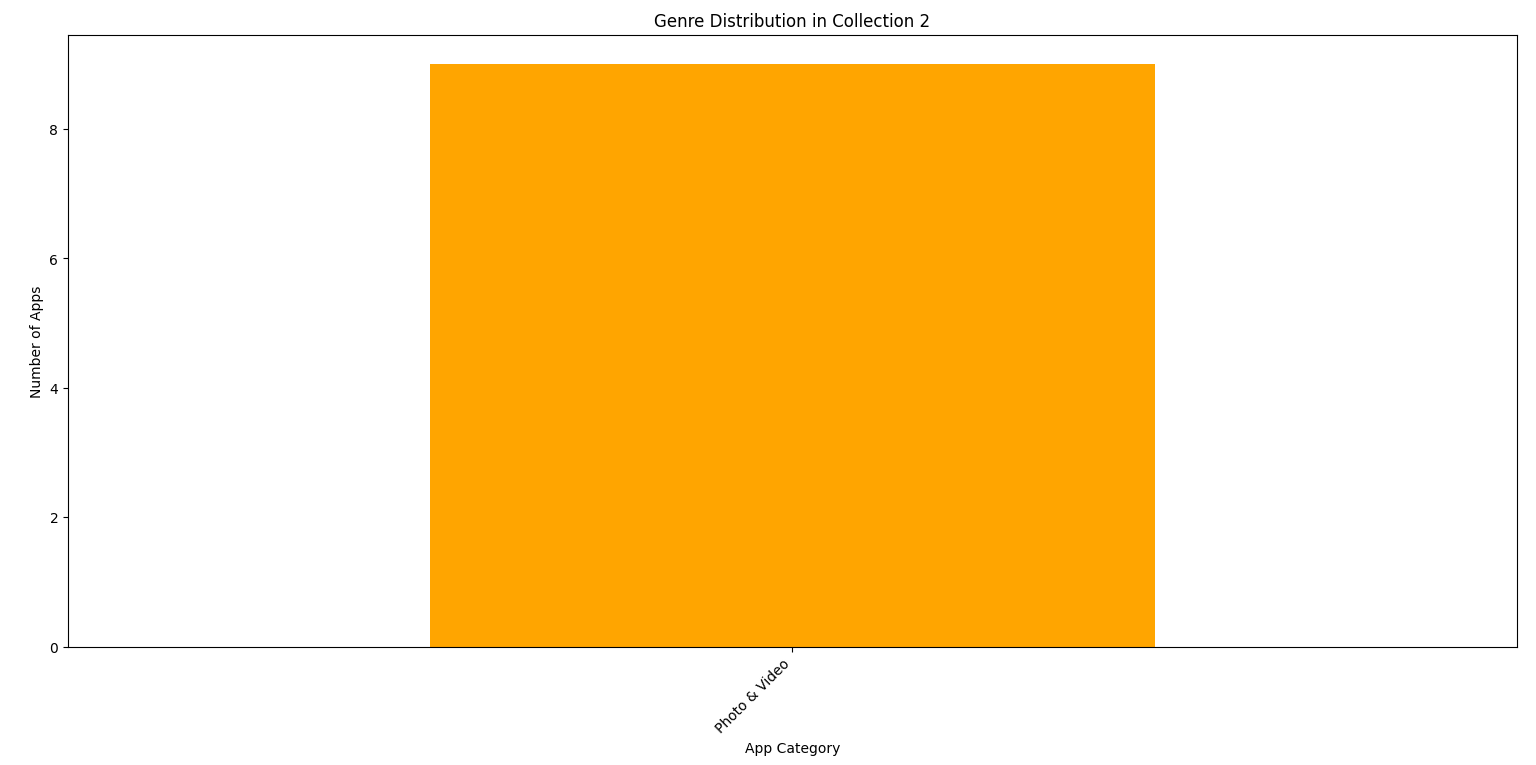 Genre Distribution in Collection 2
Number of Apps
8
6
4
2
0
Photo & Video
App Category